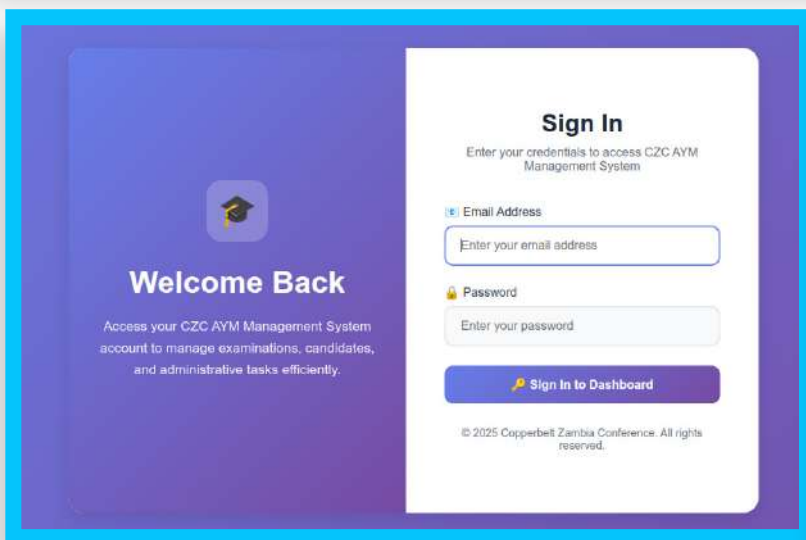 Welcome Back
Access your CZC AYM Management System
account to manage examinations, candidates,
and administrative tasks efficiently.
Sign In
Enter your credentials to access CZC AYM
Management System
Email Address
Enter your email address
Password
Enter your password
Sign In to Dashboard
© 2025 Copperbelt Zambia Conference. All rights
reserved.